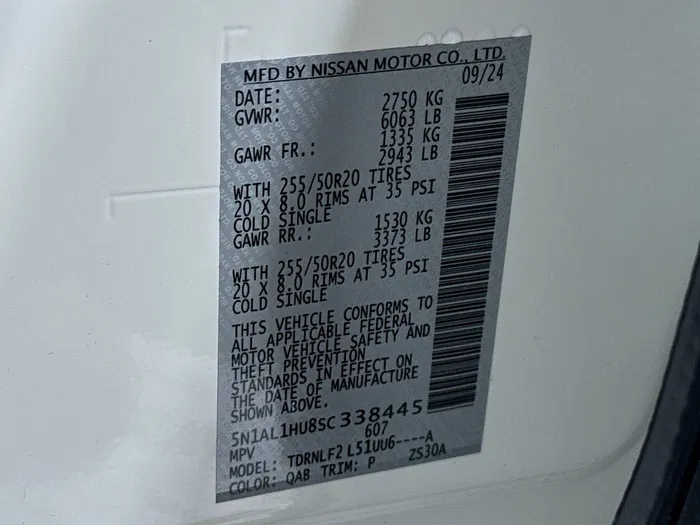 MFD BY NISSAN MOTOR CO., LTD.
DATE: 09/24
GVWR: 2750 KG
6063 LB
GAWR FR.: 1335 KG
2943 LB
WITH 255/50R20 TIRES
20 X 8.0 RIMS AT 35 PSI
COLD SINGLE
GAWR RR.: 1530 KG
3373 LB
WITH 255/50R20 TIRES
20 X 8.0 RIMS AT 35 PSI
COLD SINGLE
THIS VEHICLE CONFORMS TO
ALL APPLICABLE FEDERAL
MOTOR VEHICLE SAFETY AND
THEFT PREVENTION
STANDARDS IN EFFECT ON
THE DATE OF MANUFACTURE
SHOWN ABOVE.
5N1AL1HU8SC338445
MPV 607
MODEL: TDRNLF2 L51UU6----A
COLOR: QAB TRIM: P ZS30A